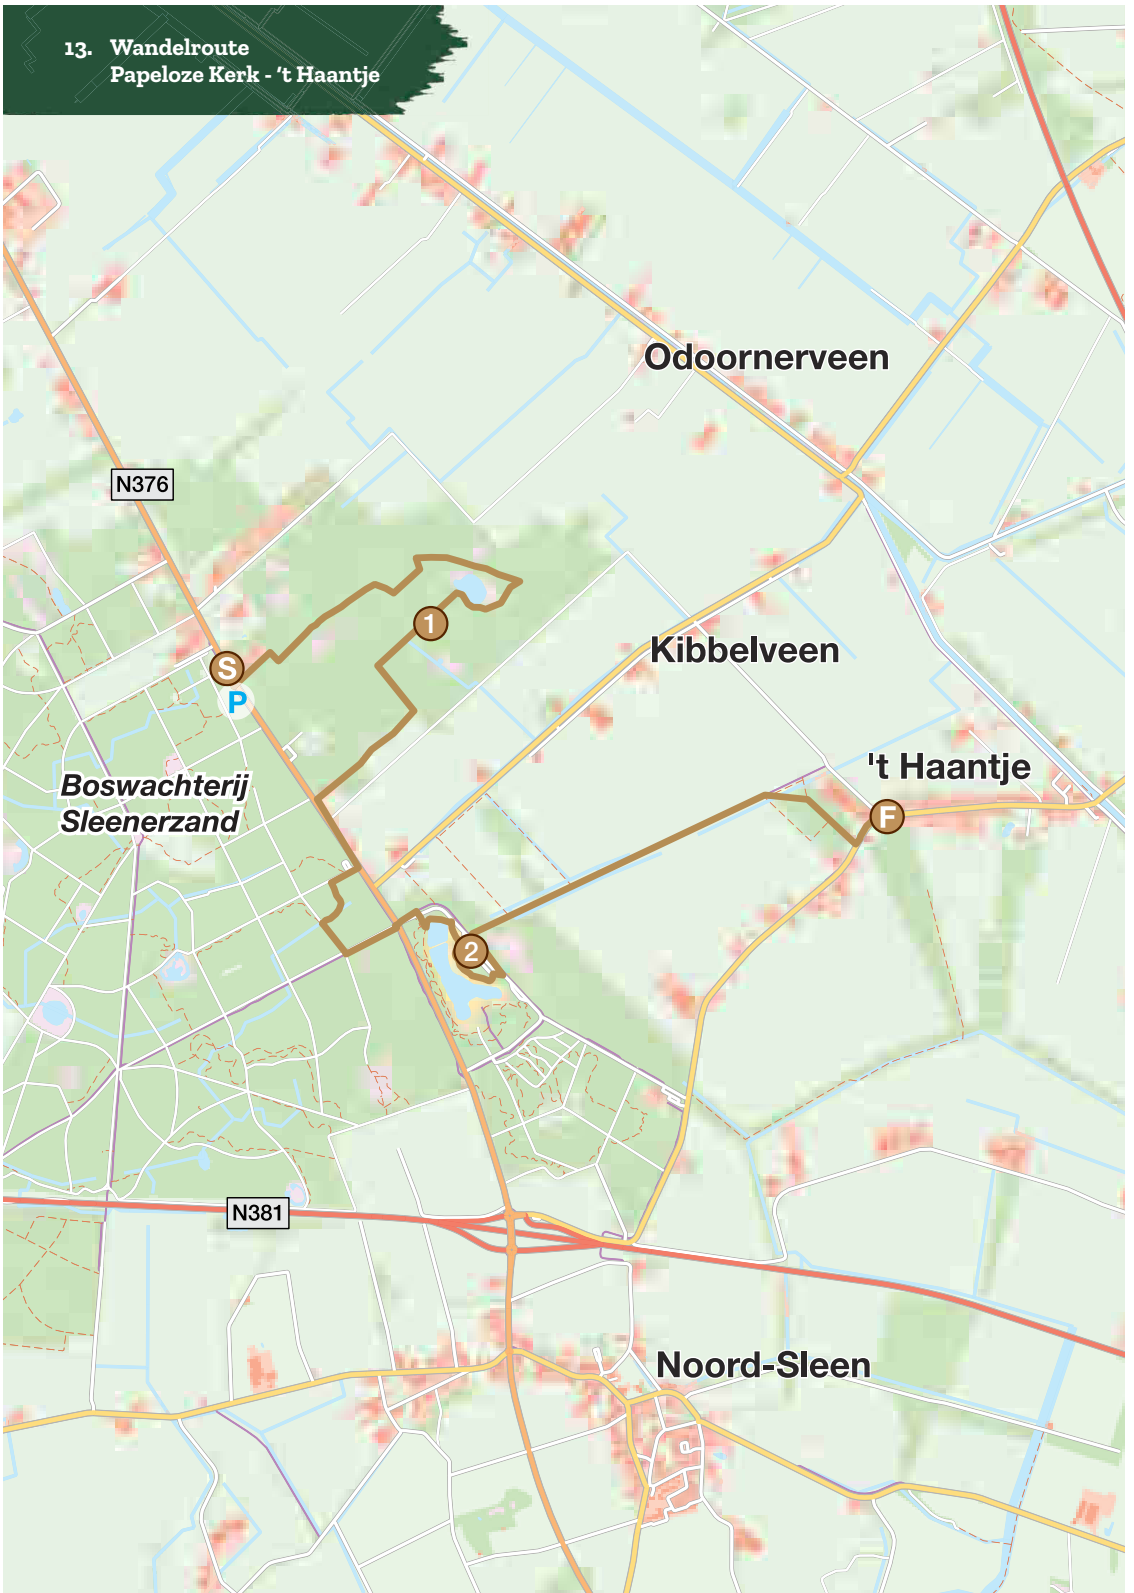 13. Wandelroute
Papeloze Kerk - 't Haantje
Odoornerveen
N376
1
Kibbelveen
S
P
't Haantje
Boswachterij
Sleenerzand
F
2
N381
Noord-Sleen